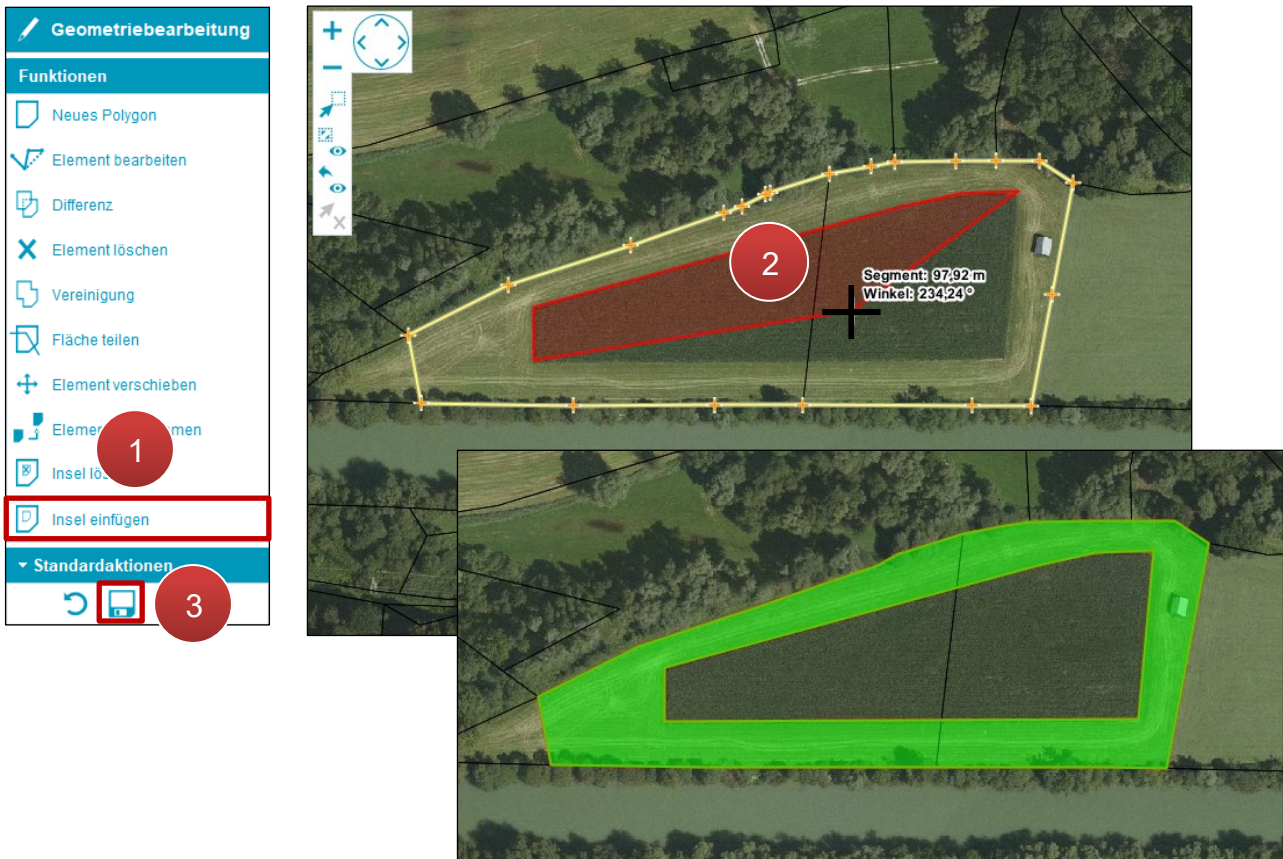 Geometriebearbeitung
Funktionen
Neues Polygon
Element bearbeiten
Differenz
Element löschen
Vereinigung
Fläche teilen
Element verschieben
1
Insel einfügen
Standardaktionen
3
2
Segment: 97,92 m
Winkel: 234,24 °